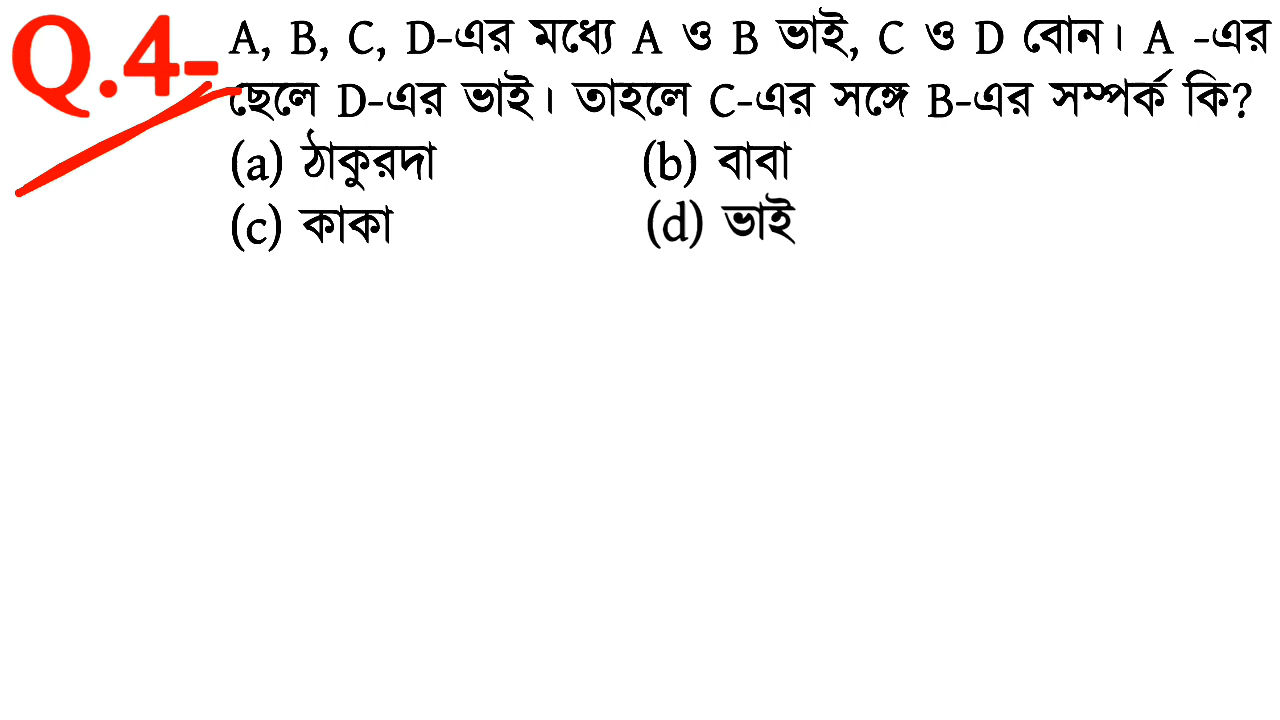 Q.4- A, B, C, D-এর মধ্যে A ও B ভাই, C ও D বোন। A -এর
ছেলে D-এর ভাই। তাহলে C-এর সঙ্গে B-এর সম্পর্ক কি?
(a) ঠাকুরদা (b) বাবা
(c) কাকা (d) ভাই